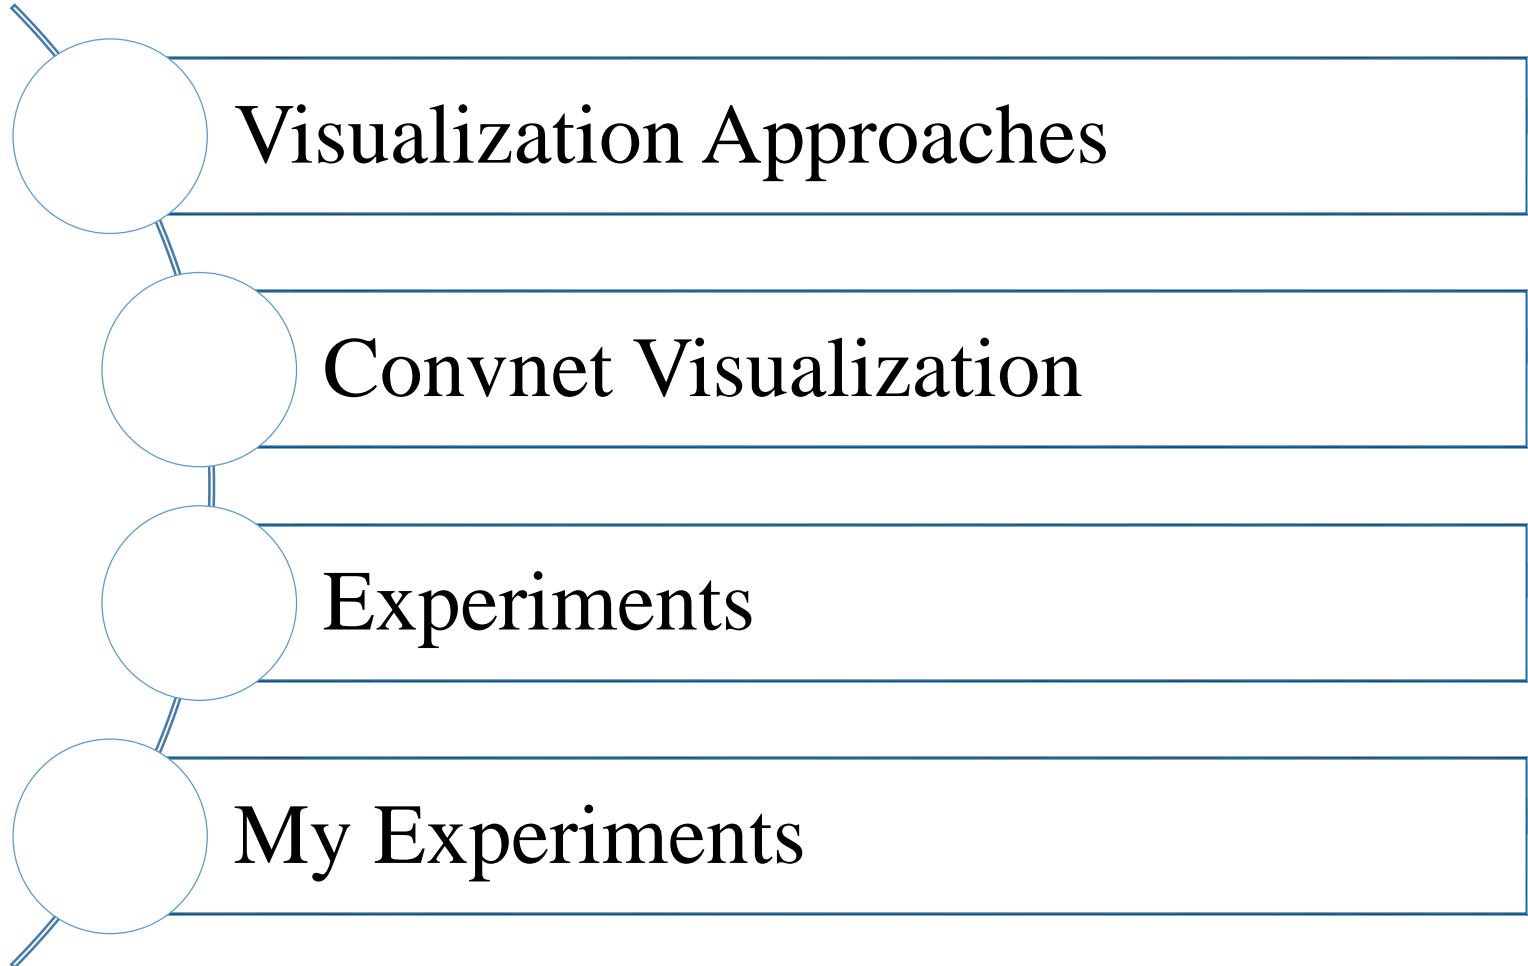 Visualization Approaches
Convnet Visualization
Experiments
My Experiments